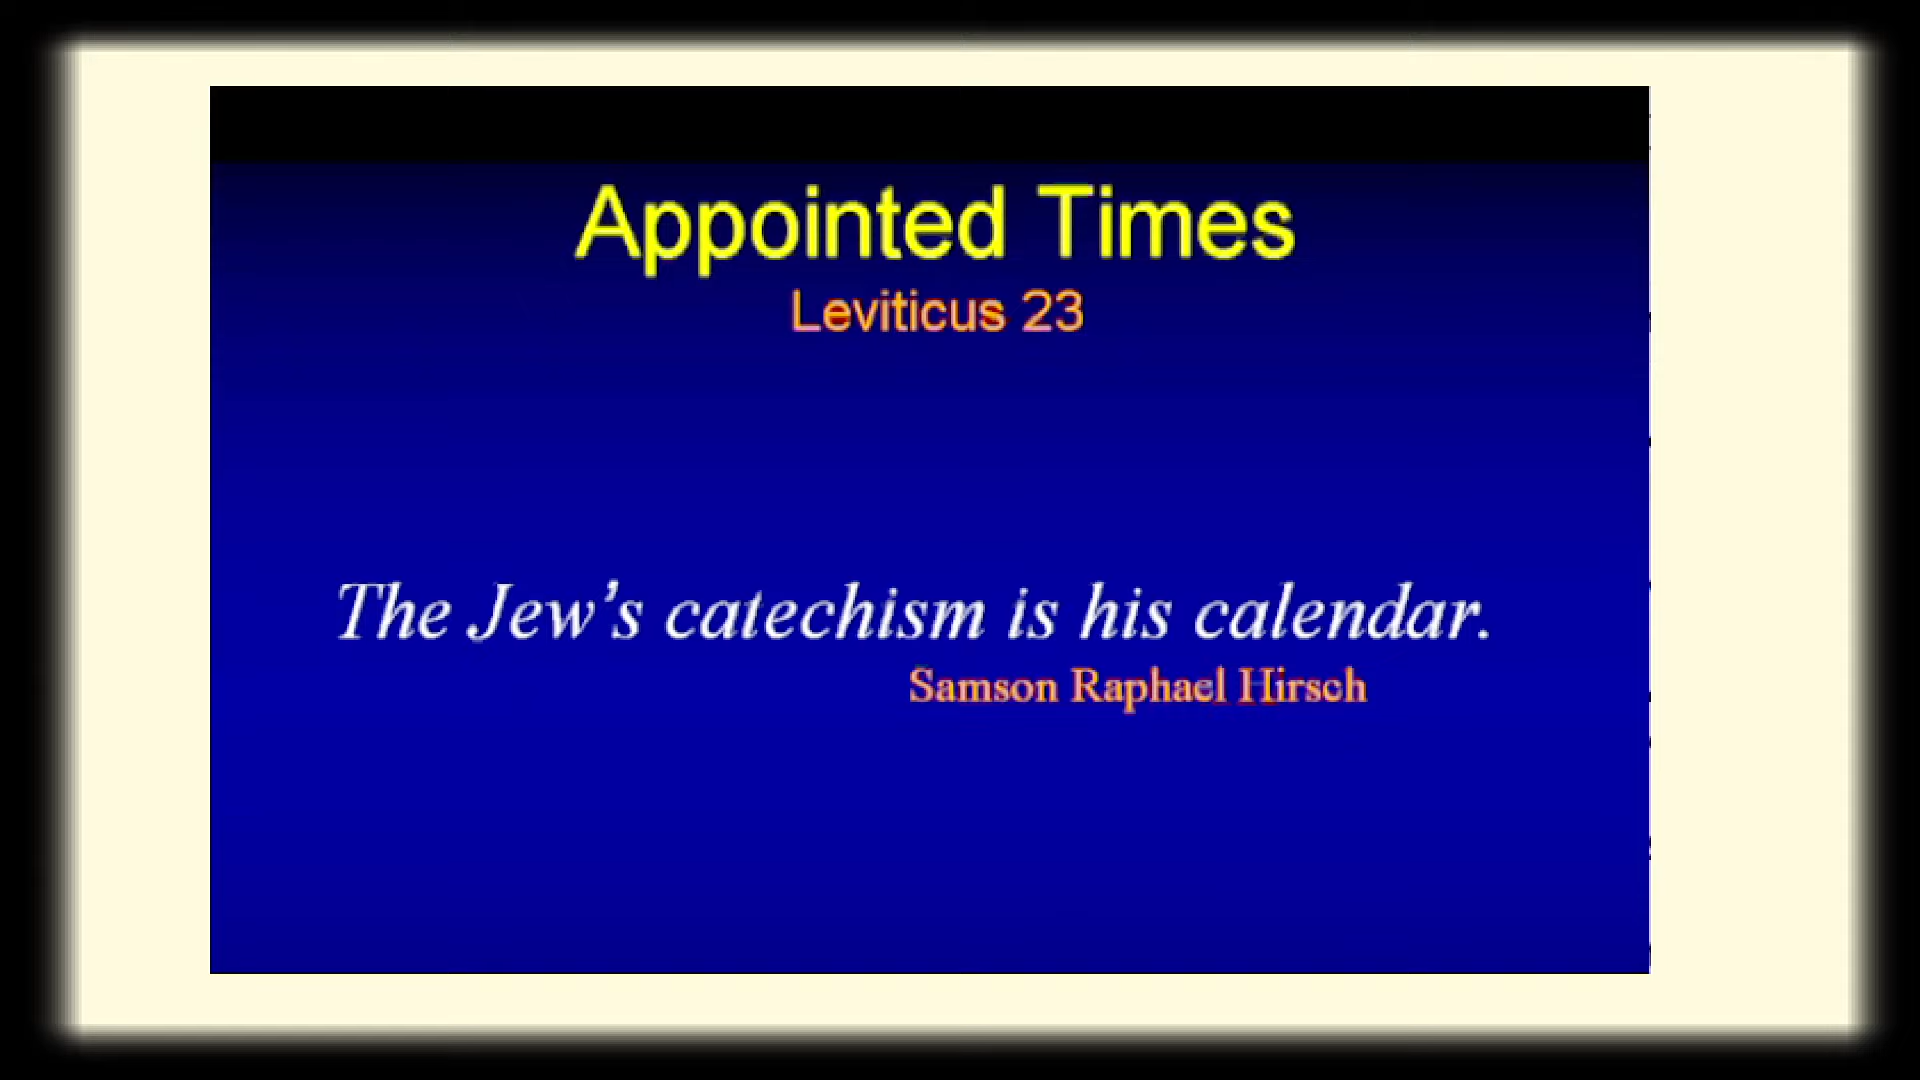 Appointed Times
Leviticus 23
The Jew's catechism is his calendar.
Samson Raphael Hirsch